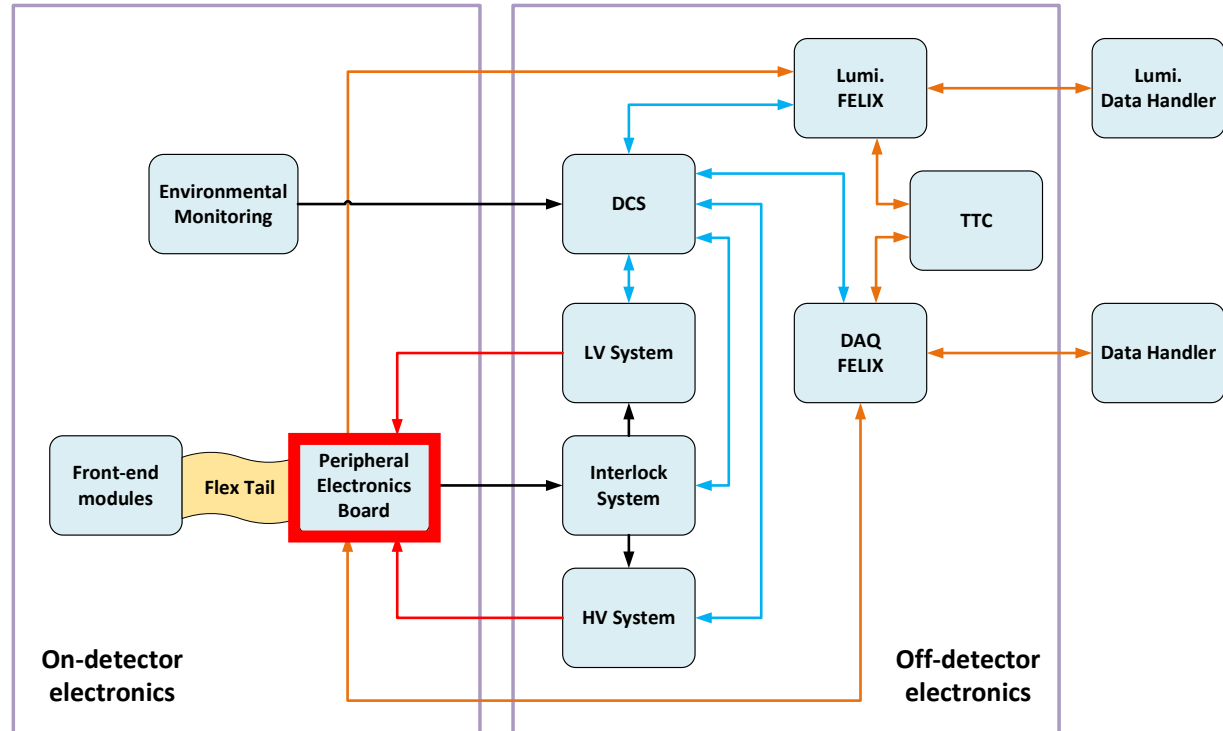 Lumi.
FELIX
Lumi.
Data Handler
Environmental
Monitoring
DCS
TTC
LV System
DAQ
FELIX
Data Handler
Front-end
modules
Flex Tail
Peripheral
Electronics
Board
Interlock
System
HV System
On-detector
electronics
Off-detector
electronics